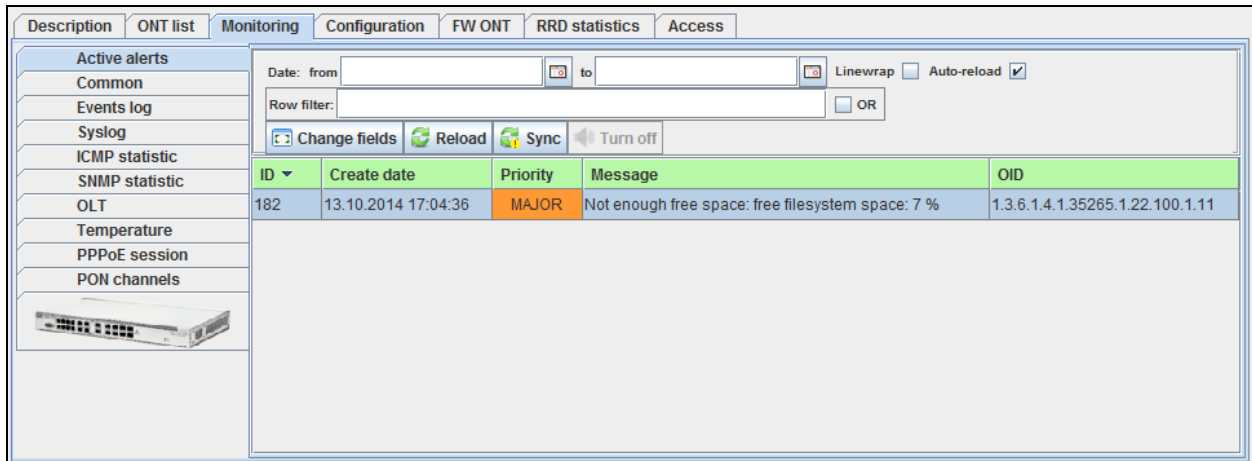 Description ONT list Monitoring Configuration FW ONT RRD statistics Access
Active alerts
Common
Events log
Syslog
ICMP statistic
SNMP statistic
OLT
Temperature
PPPoE session
PON channels
Date: from to Linewrap Auto-reload
Row filter: OR
Change fields Reload Sync Turn off
ID Create date Priority Message OID
182 13.10.2014 17:04:36 MAJOR Not enough free space: free filesystem space: 7 % 1.3.6.1.4.1.35265.1.22.100.1.11